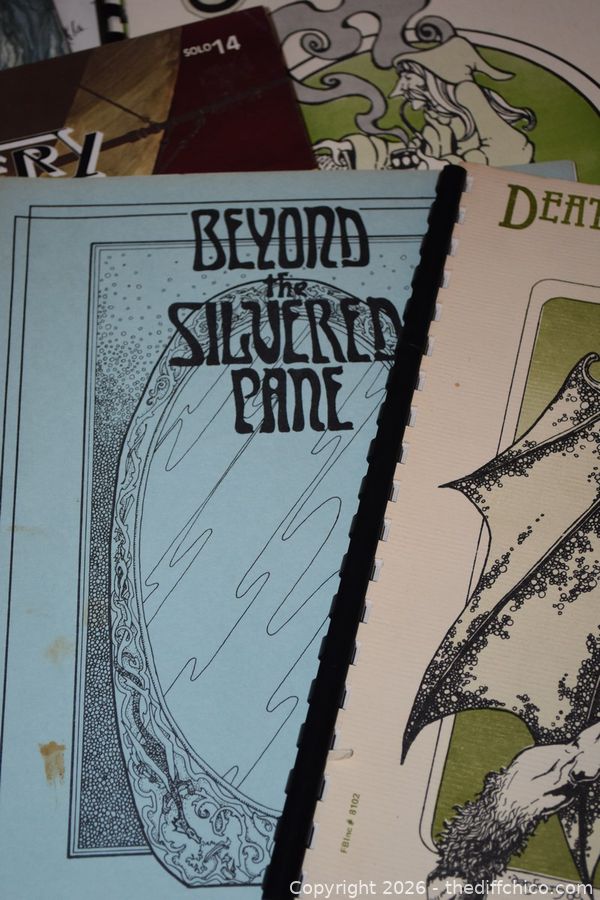 SOLO 14
ERY
BEYOND
the
SILVERED
PANE
DEAT
FBInc # 8102
Copyright 2026 - thediffchico.com